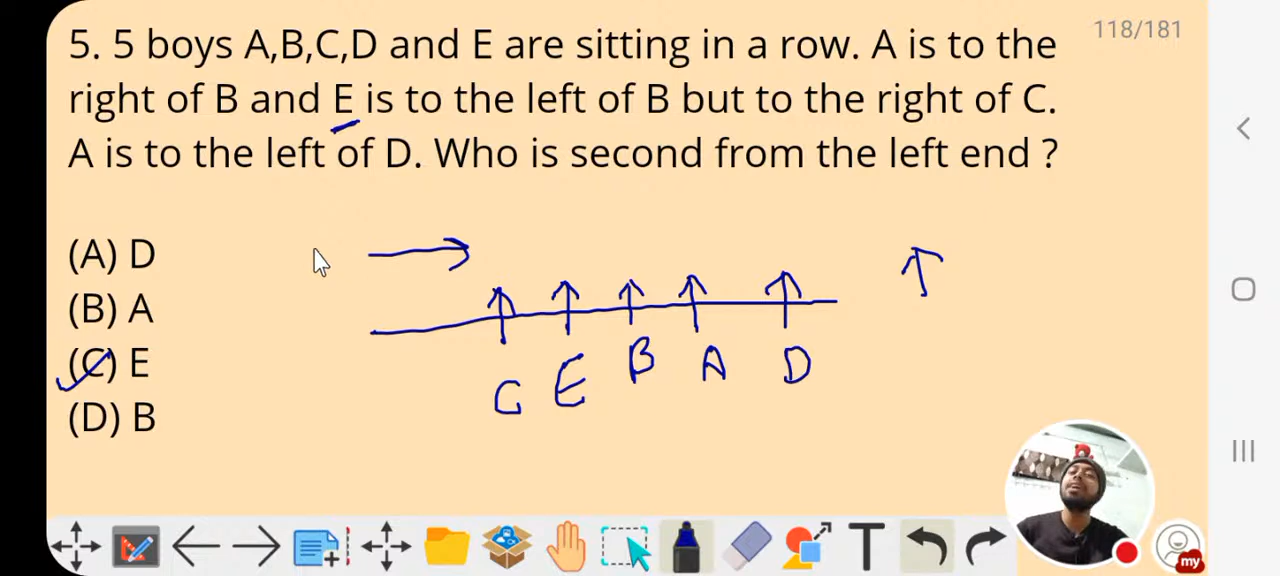 118/181
5. 5 boys A,B,C,D and E are sitting in a row. A is to the
right of B and E is to the left of B but to the right of C.
A is to the left of D. Who is second from the left end ?
(A) D
(B) A
(C) E
(D) B
C E B A D
T
my